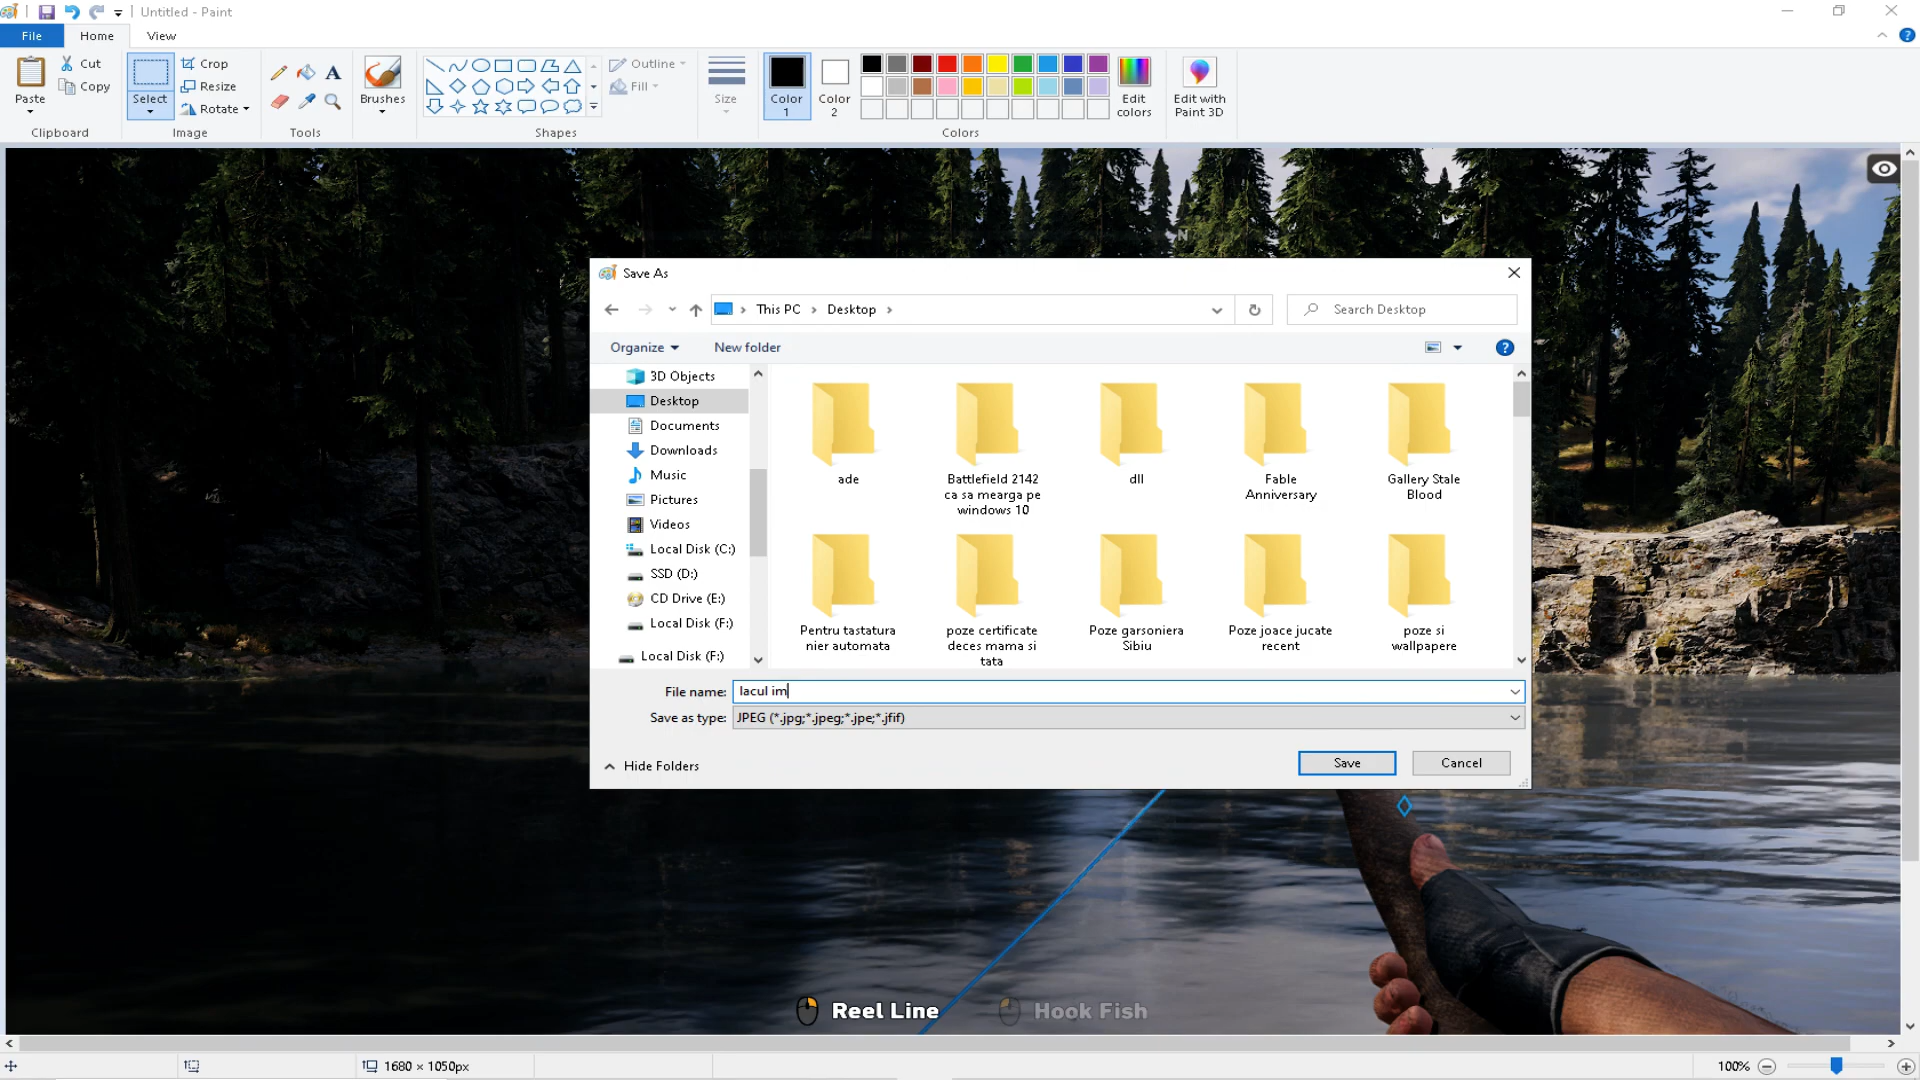 Untitled - Paint
File
Home
View
Paste
Cut
Copy
Clipboard
Select
Crop
Resize
Rotate
Image
Tools
Brushes
Outline
Fill
Shapes
Size
Color 1
Color 2
Edit colors
Colors
Edit with Paint 3D
N
Save As
This PC
Desktop
Search Desktop
Organize
New folder
3D Objects
Desktop
Documents
Downloads
Music
Pictures
Videos
Local Disk (C:)
SSD (D:)
CD Drive (E:)
Local Disk (F:)
Local Disk (F:)
ade
Battlefield 2142
ca sa mearga pe
windows 10
dll
Fable
Anniversary
Gallery Stale
Blood
Pentru tastatura
nier automata
poze certificate
deces mama si
tata
Poze garsoniera
Sibiu
Poze joace jucate
recent
poze si
wallpapere
File name: lacul im
Save as type: JPEG (*.jpg;*.jpeg;*.jpe;*.jfif)
Hide Folders
Save
Cancel
Reel Line
Hook Fish
1680 × 1050px
100%